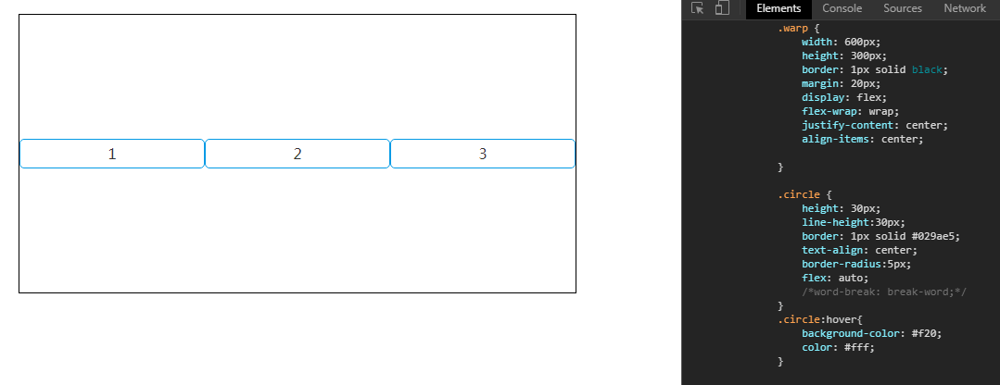 1 2 3
Elements Console Sources Network
.warp {
width: 600px;
height: 300px;
border: 1px solid black;
margin: 20px;
display: flex;
flex-wrap: wrap;
justify-content: center;
align-items: center;
}
.circle {
height: 30px;
line-height:30px;
border: 1px solid #029ae5;
text-align: center;
border-radius:5px;
flex: auto;
/*word-break: break-word;*/
}
.circle:hover{
background-color: #f20;
color: #fff;
}